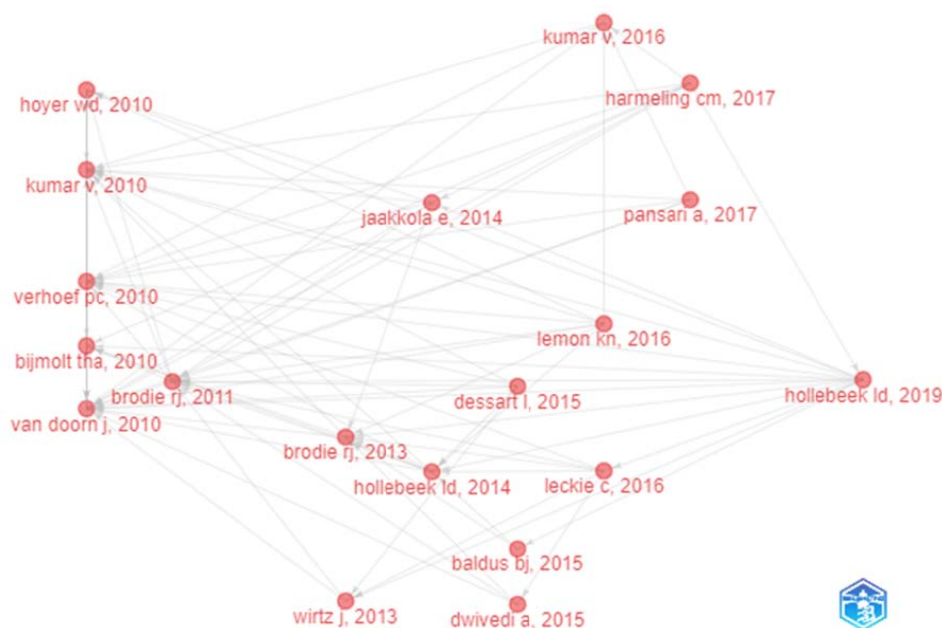 kumar v, 2016
hoyer wd, 2010
harmeling cm, 2017
kumar v, 2010
jaakkola e, 2014
pansari a, 2017
verhoef pc, 2010
lemon kn, 2016
bijmolt tha, 2010
brodie rj, 2011
dessart l, 2015
hollebeek ld, 2019
van doorn j, 2010
brodie rj, 2013
hollebeek ld, 2014
leckie c, 2016
baldus bj, 2015
wirtz j, 2013
dwivedi a, 2015